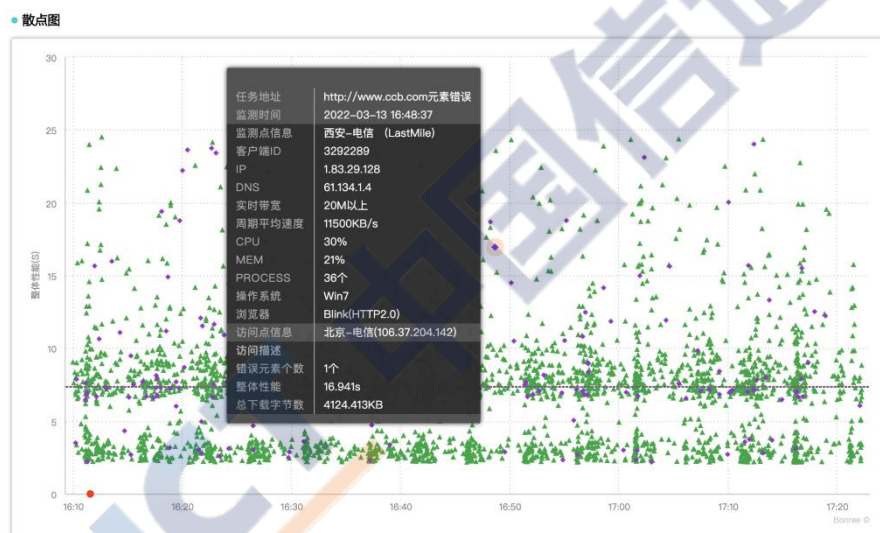 散点图
30
25
20
15
10
5
0
整体性能(S)
任务地址 http://www.ccb.com元素错误
监测时间 2022-03-13 16:48:37
监测点信息 西安-电信 (LastMile)
客户端ID 3292289
IP 1.83.29.128
DNS 61.134.1.4
实时带宽 20M以上
周期平均速度 11500KB/s
CPU 30%
MEM 21%
PROCESS 36个
操作系统 Win7
浏览器 Blink(HTTP2.0)
访问点信息 北京-电信(106.37.204.142)
访问描述
错误元素个数 1个
整体性能 16.941s
总下载字节数 4124.413KB
16:10 16:20 16:30 16:40 16:50 17:00 17:10 17:20
Bonree ©
中国信通